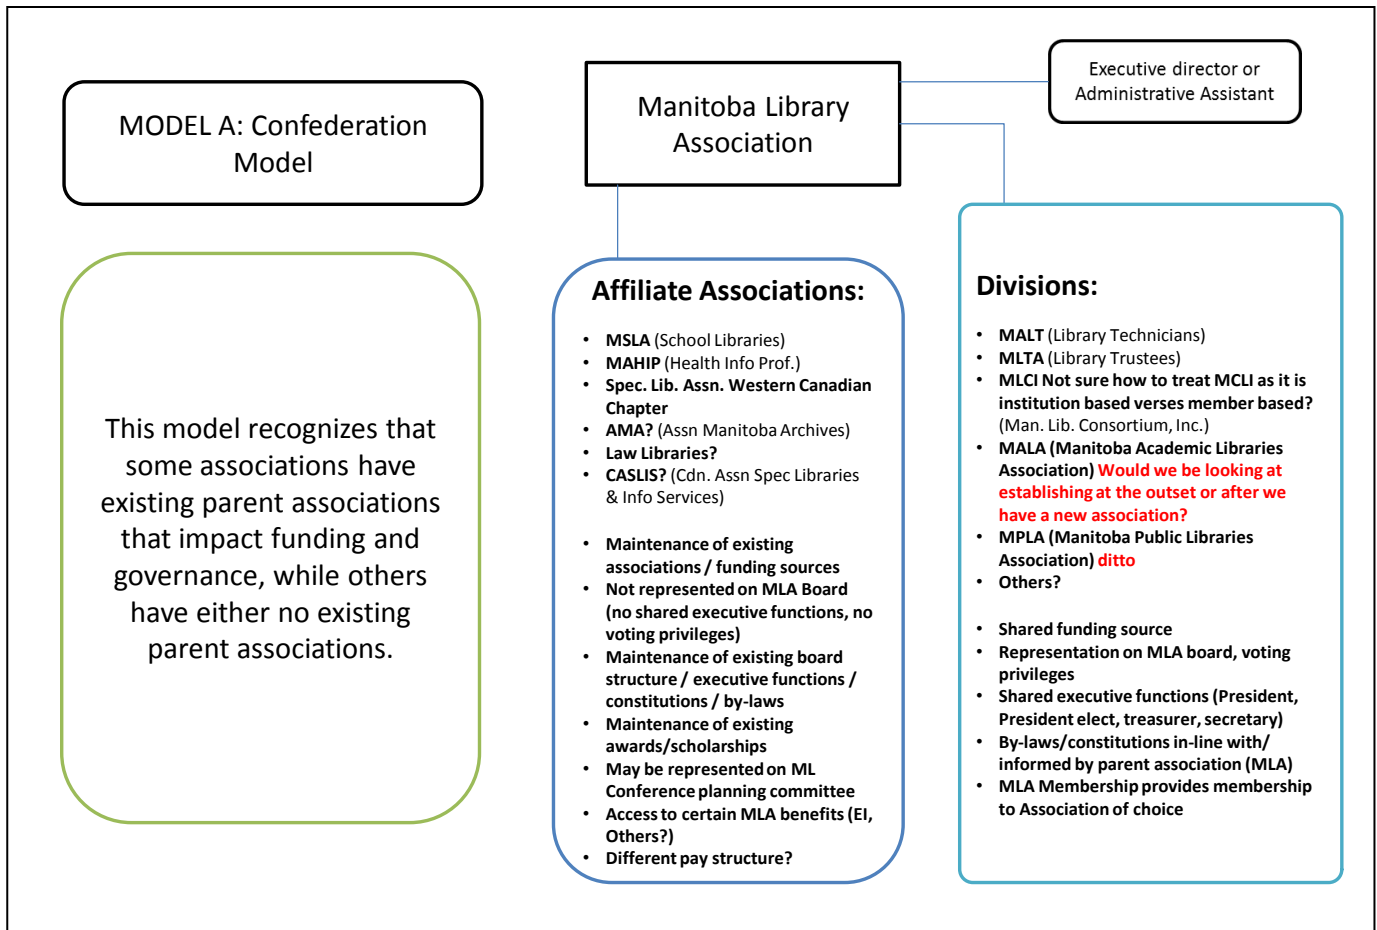 MODEL A: Confederation
Model
Manitoba Library
Association
Executive director or
Administrative Assistant
This model recognizes that
some associations have
existing parent associations
that impact funding and
governance, while others
have either no existing
parent associations.
Affiliate Associations:
• MSLA (School Libraries)
• MAHIP (Health Info Prof.)
• Spec. Lib. Assn. Western Canadian
Chapter
• AMA? (Assn Manitoba Archives)
• Law Libraries?
• CASLIS? (Cdn. Assn Spec Libraries
& Info Services)
• Maintenance of existing
associations / funding sources
• Not represented on MLA Board
(no shared executive functions, no
voting privileges)
• Maintenance of existing board
structure / executive functions /
constitutions / by-laws
• Maintenance of existing
awards/scholarships
• May be represented on ML
Conference planning committee
• Access to certain MLA benefits (EI,
Others?)
• Different pay structure?
Divisions:
• MALT (Library Technicians)
• MLTA (Library Trustees)
• MLCI Not sure how to treat MCLI as it is
institution based verses member based?
(Man. Lib. Consortium, Inc.)
• MALA (Manitoba Academic Libraries
Association) Would we be looking at
establishing at the outset or after we
have a new association?
• MPLA (Manitoba Public Libraries
Association) ditto
• Others?
• Shared funding source
• Representation on MLA board, voting
privileges
• Shared executive functions (President,
President elect, treasurer, secretary)
• By-laws/constitutions in-line with/
informed by parent association (MLA)
• MLA Membership provides membership
to Association of choice